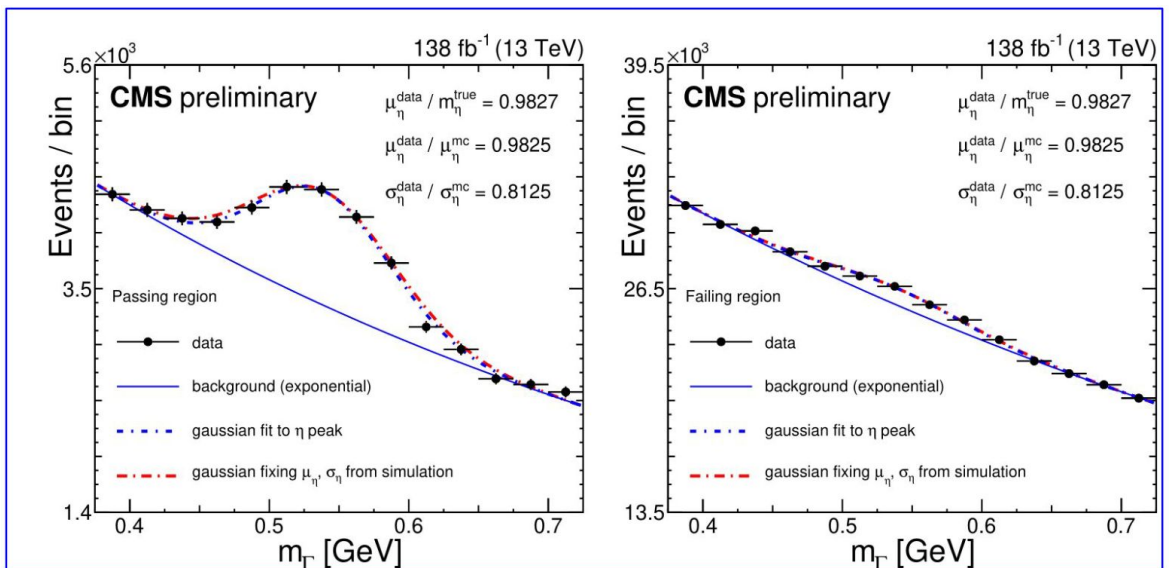 ×10³
138 fb⁻¹ (13 TeV)
5.6
CMS preliminary
μ_η^data / m_η^true = 0.9827
μ_η^data / μ_η^mc = 0.9825
σ_η^data / σ_η^mc = 0.8125
Events / bin
3.5
Passing region
data
background (exponential)
gaussian fit to η peak
gaussian fixing μ_η, σ_η from simulation
1.4
0.4 0.5 0.6 0.7
m_Γ [GeV]
×10³
138 fb⁻¹ (13 TeV)
39.5
CMS preliminary
μ_η^data / m_η^true = 0.9827
μ_η^data / μ_η^mc = 0.9825
σ_η^data / σ_η^mc = 0.8125
Events / bin
26.5
Failing region
data
background (exponential)
gaussian fit to η peak
gaussian fixing μ_η, σ_η from simulation
13.5
0.4 0.5 0.6 0.7
m_Γ [GeV]